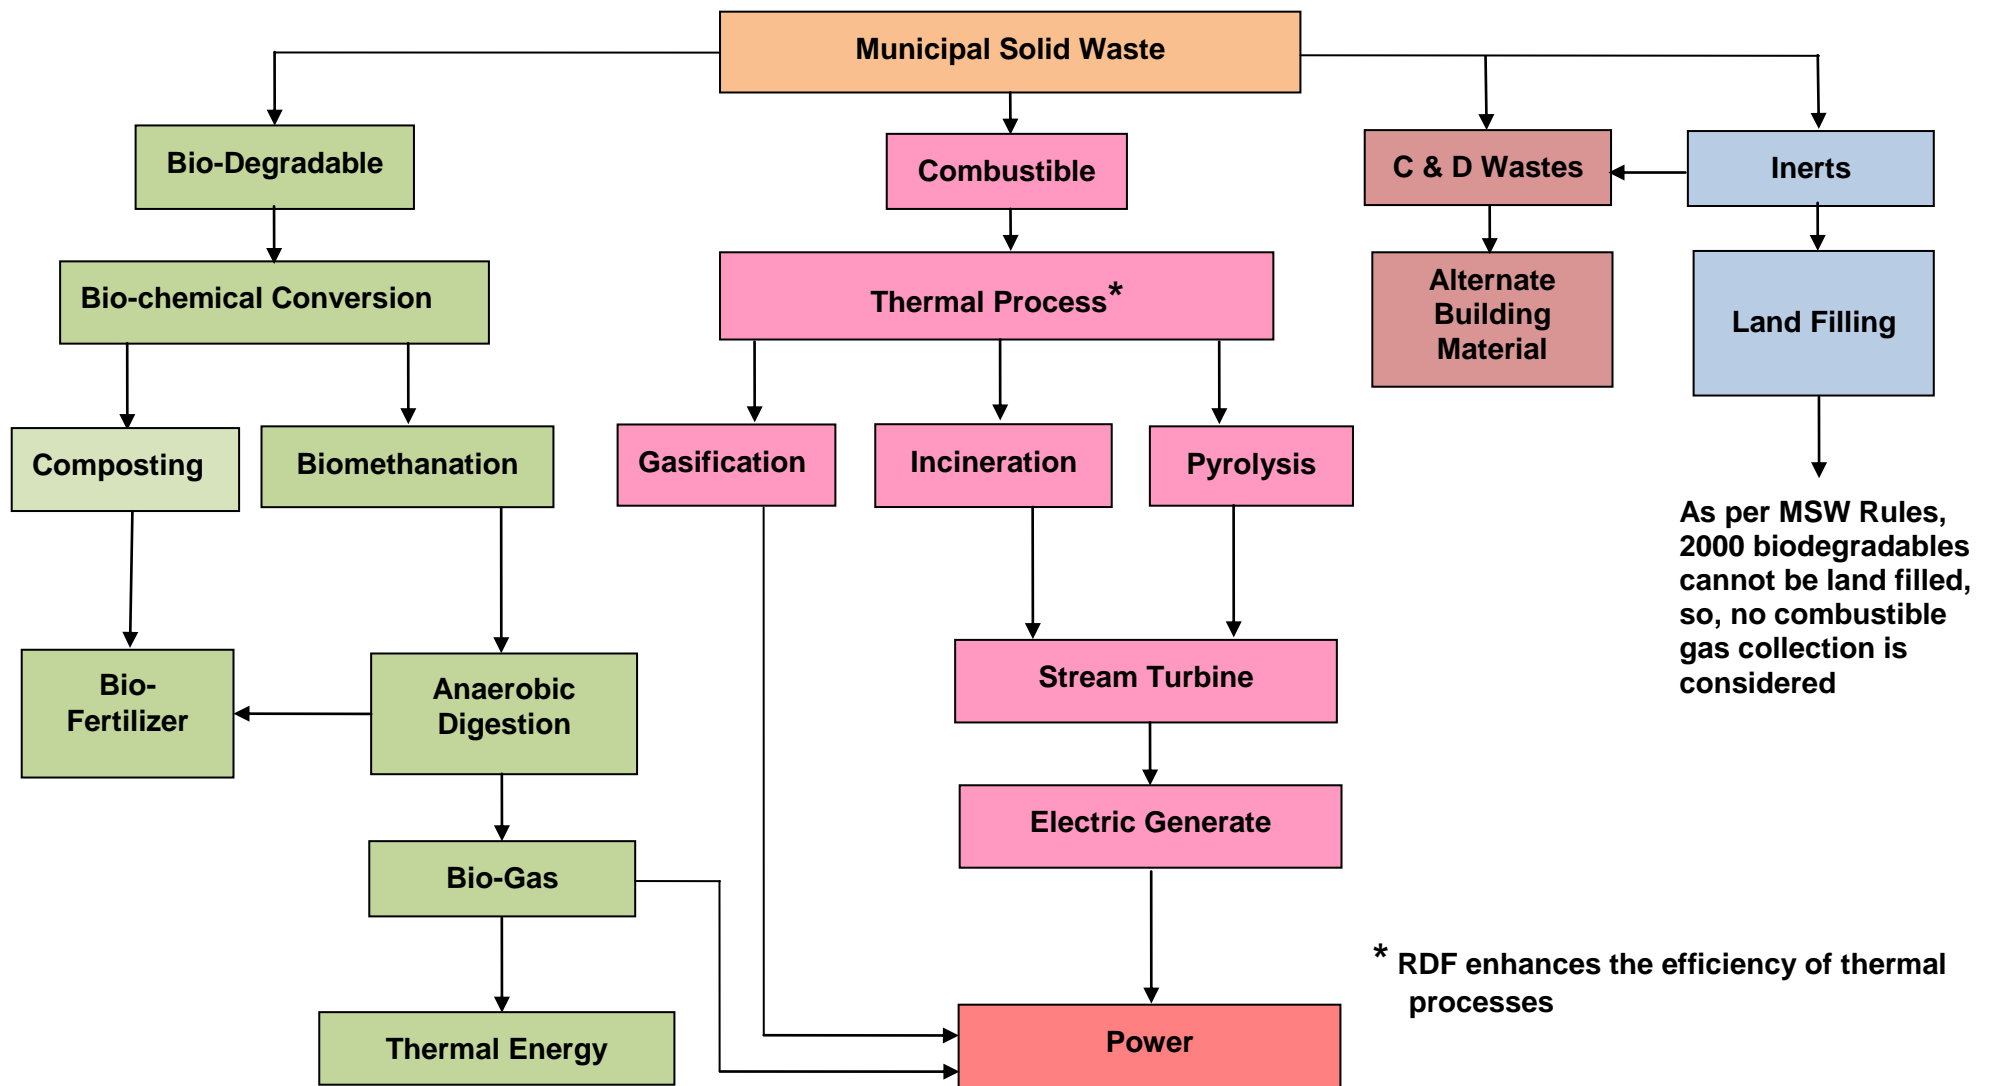 Municipal Solid Waste
Bio-Degradable
Combustible
C & D Wastes
Inerts
Bio-chemical Conversion
Thermal Process*
Alternate
Building
Material
Land Filling
Composting
Biomethanation
Gasification
Incineration
Pyrolysis
As per MSW Rules,
2000 biodegradables
cannot be land filled,
so, no combustible
gas collection is
considered
Bio-
Fertilizer
Anaerobic
Digestion
Stream Turbine
Electric Generate
Bio-Gas
* RDF enhances the efficiency of thermal
processes
Thermal Energy
Power